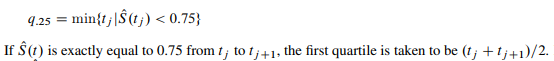 q.25 = min{tj|Ŝ(tj) < 0.75}
If Ŝ(t) is exactly equal to 0.75 from tj to tj+1, the first quartile is taken to be (tj + tj+1)/2.